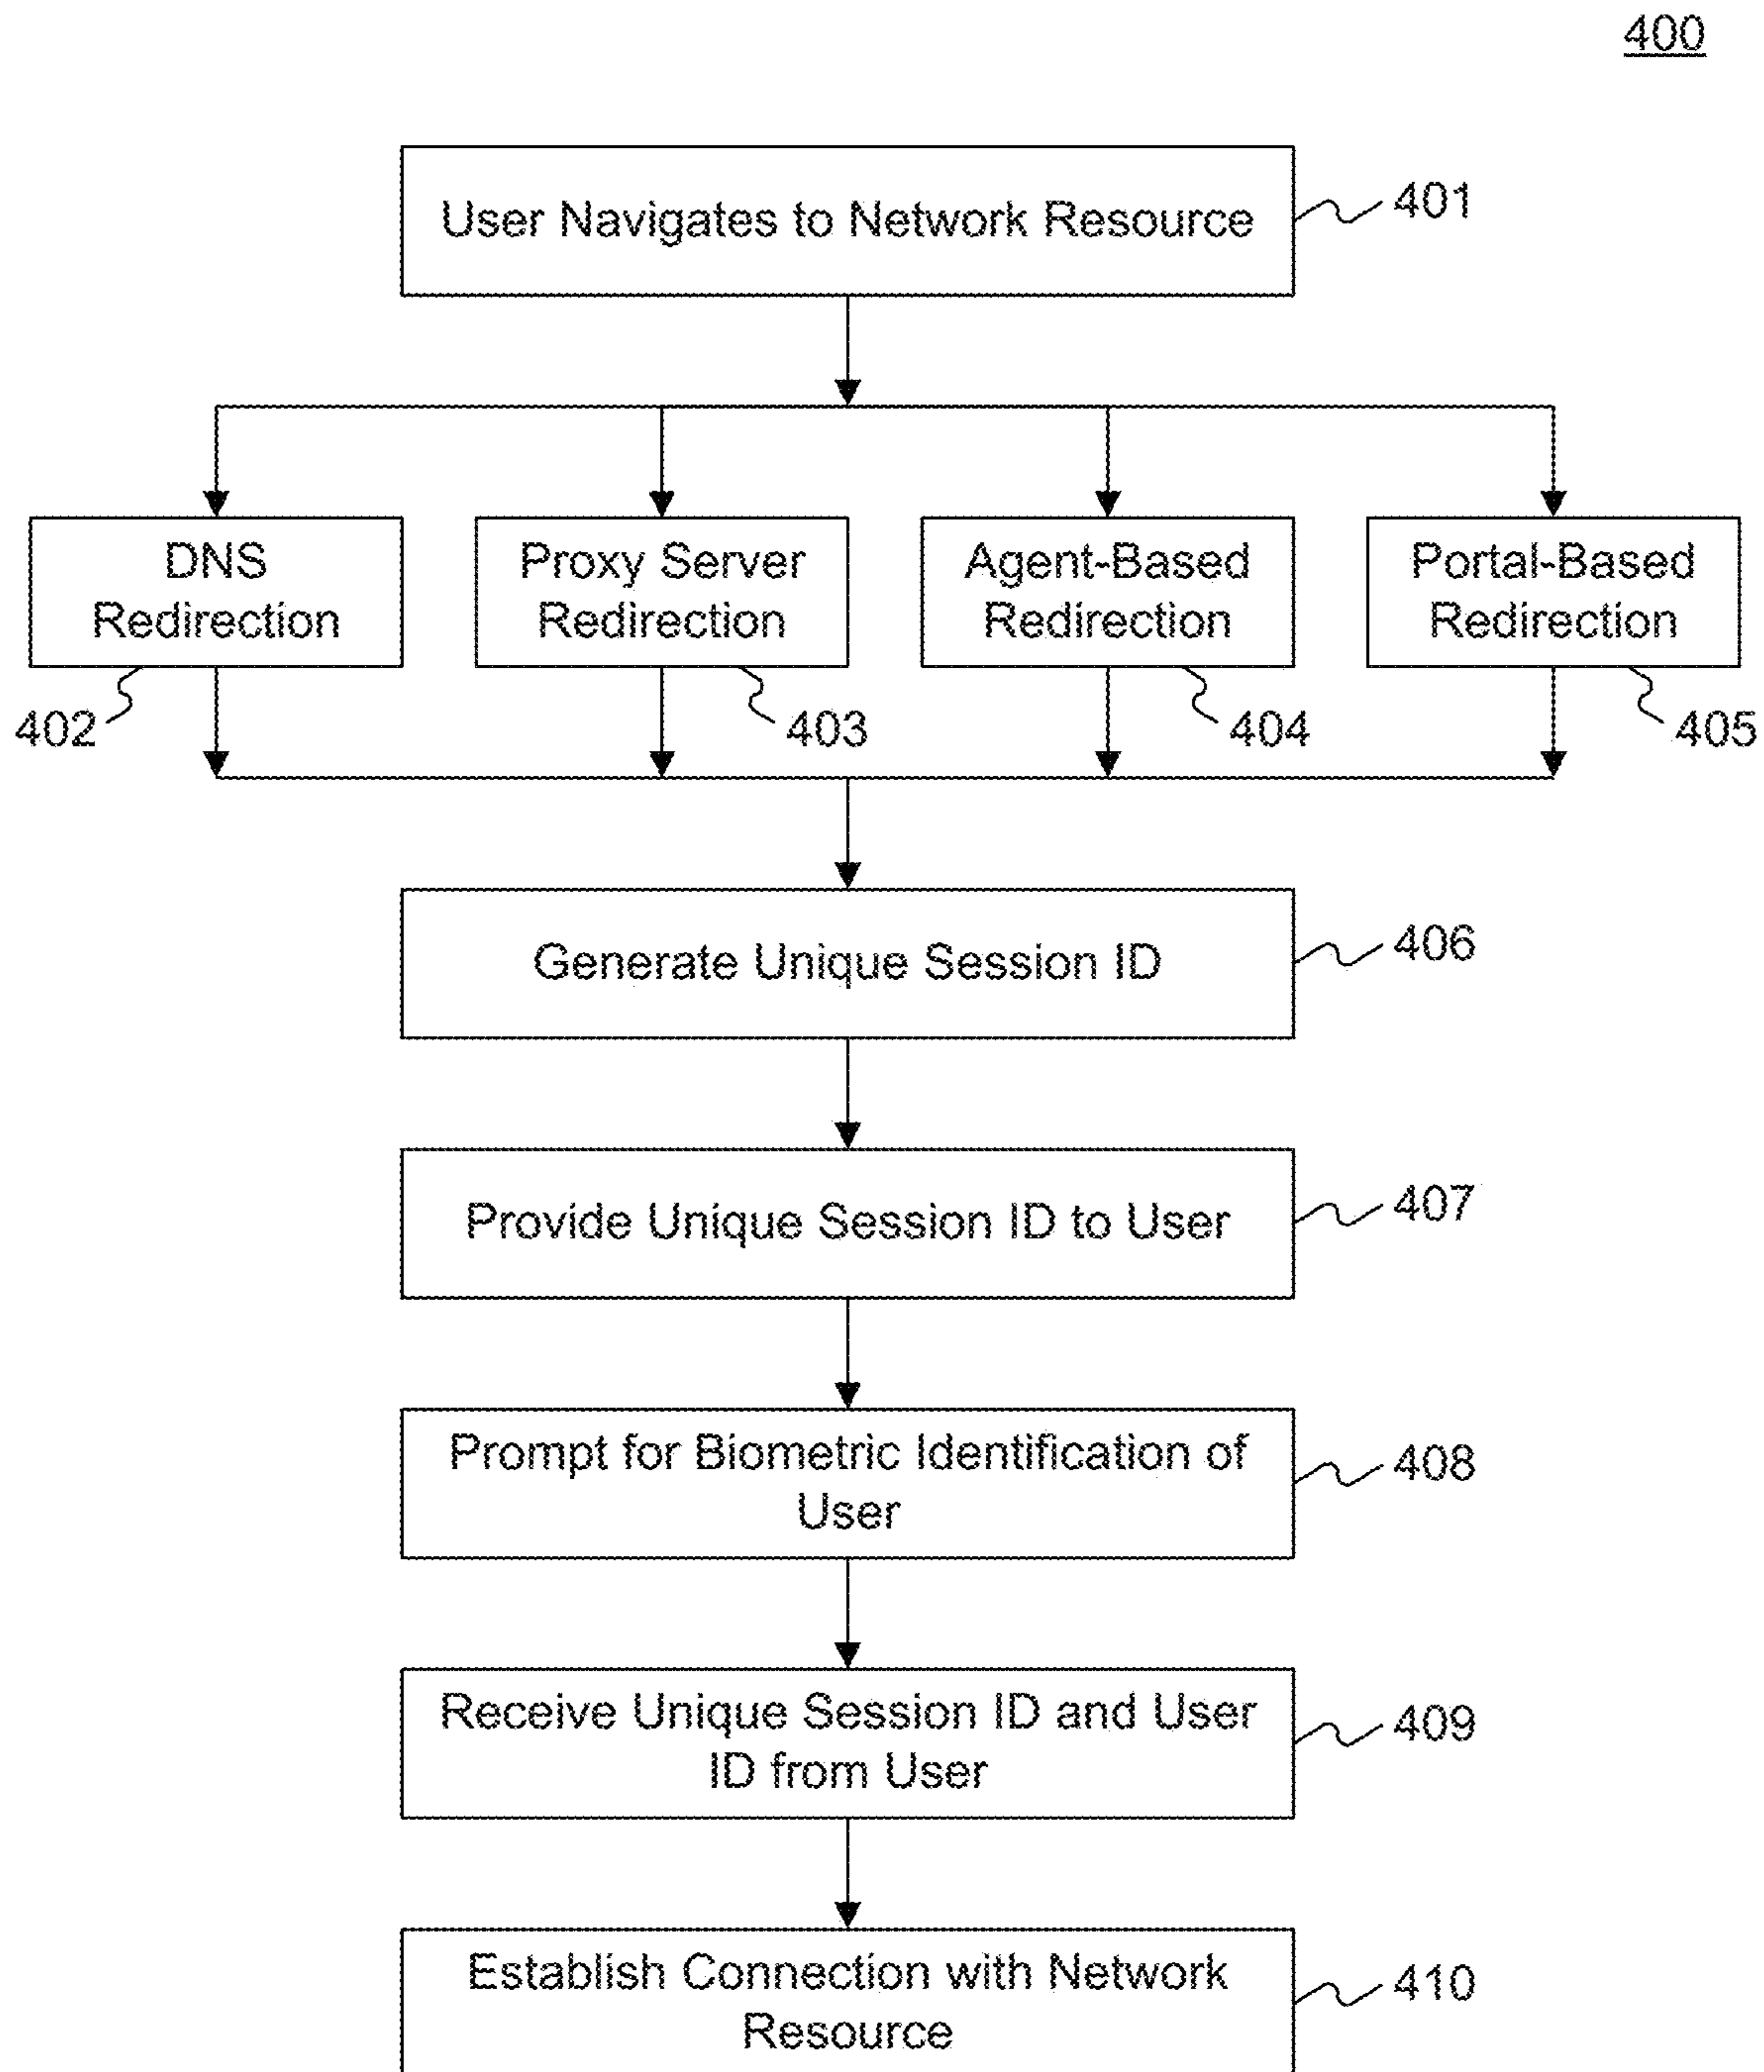 400
User Navigates to Network Resource
401
DNS
Redirection
402
Proxy Server
Redirection
403
Agent-Based
Redirection
404
Portal-Based
Redirection
405
Generate Unique Session ID
406
Provide Unique Session ID to User
407
Prompt for Biometric Identification of
User
408
Receive Unique Session ID and User
ID from User
409
Establish Connection with Network
Resource
410